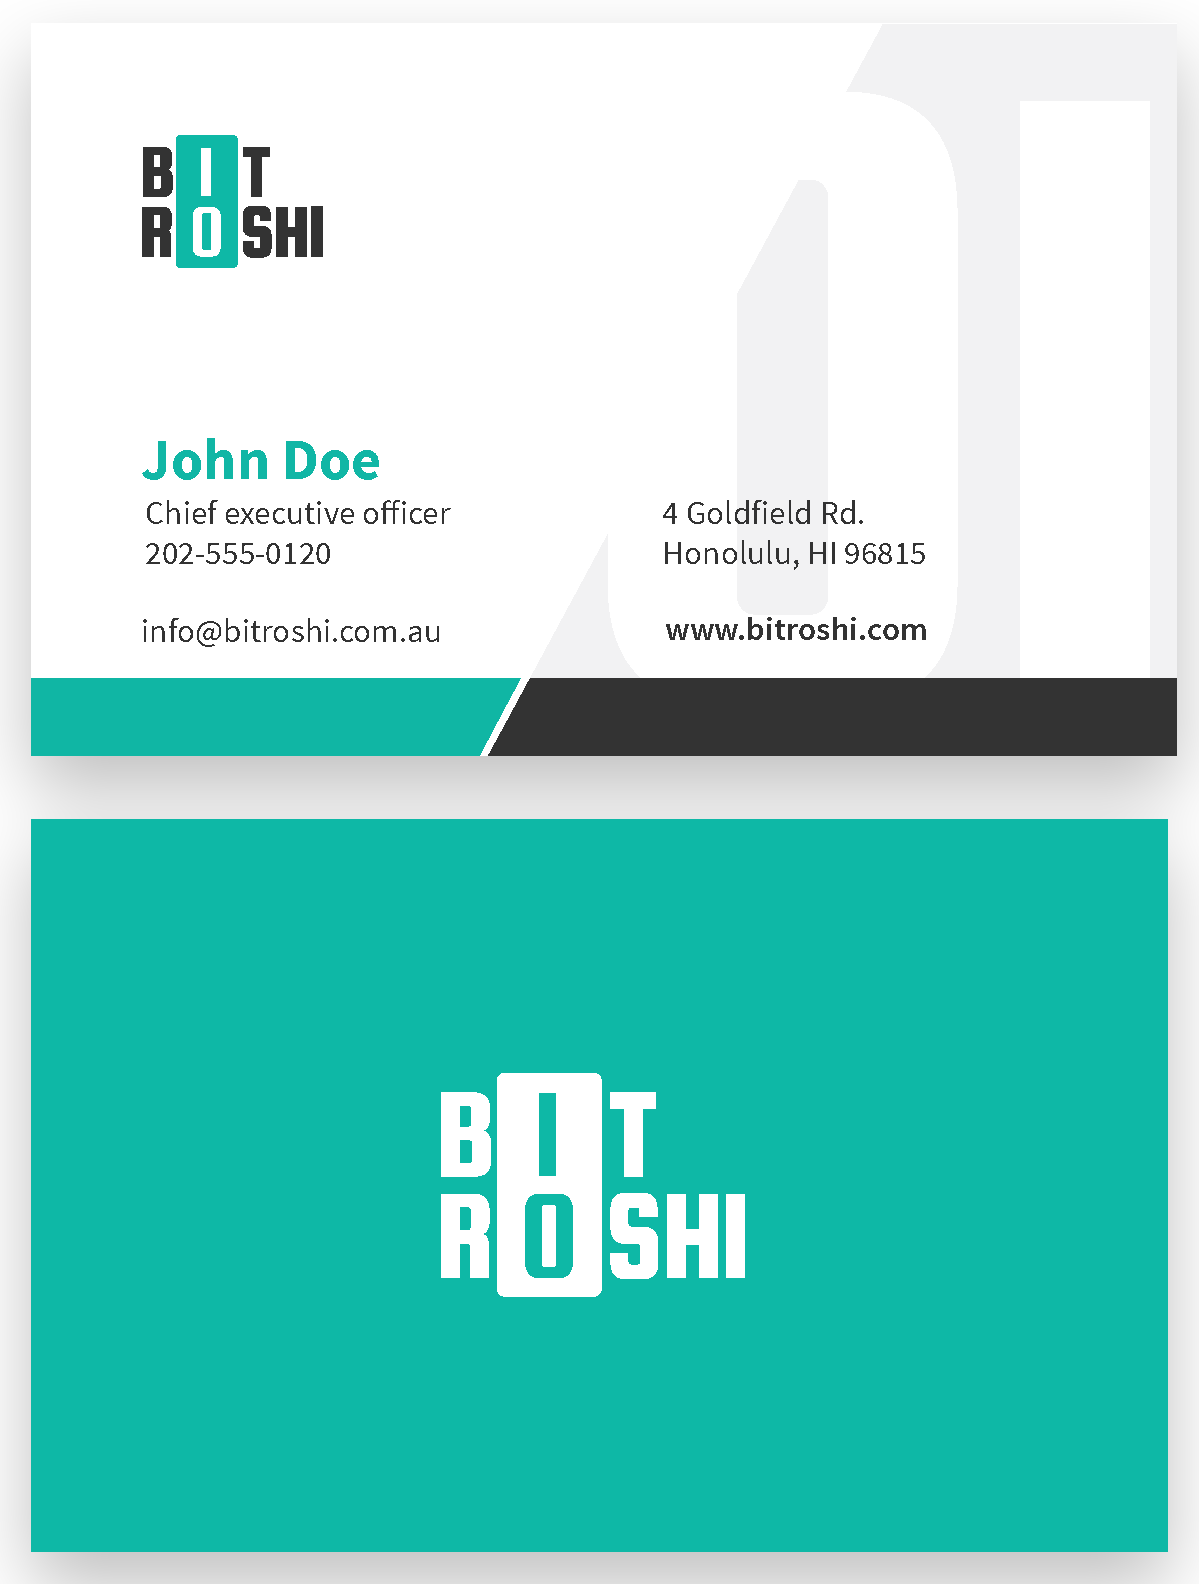 BIT
ROSHI
John Doe
Chief executive officer
202-555-0120
info@bitroshi.com.au
4 Goldfield Rd.
Honolulu, HI 96815
www.bitroshi.com
BIT
ROSHI